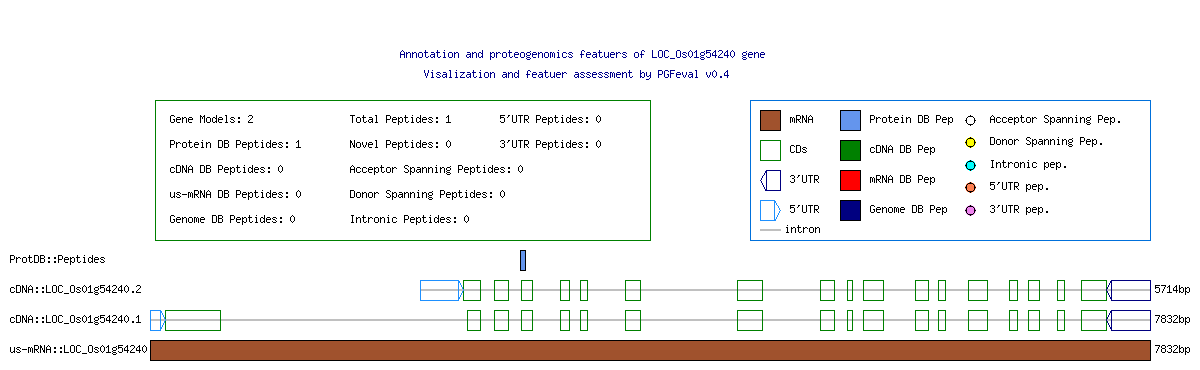 Annotation and proteogenomics featuers of LOC_Os01g54240 gene
Visalization and featuer assessment by PGFeval v0.4
Gene Models: 2 Total Peptides: 1 5'UTR Peptides: 0
Protein DB Peptides: 1 Novel Peptides: 0 3'UTR Peptides: 0
cDNA DB Peptides: 0 Acceptor Spanning Peptides: 0
us-mRNA DB Peptides: 0 Donor Spanning Peptides: 0
Genome DB Peptides: 0 Intronic Peptides: 0
mRNA Protein DB Pep Acceptor Spanning Pep.
CDs cDNA DB Pep Donor Spanning Pep.
3'UTR mRNA DB Pep Intronic pep.
5'UTR Genome DB Pep 5'UTR pep.
intron 3'UTR pep.
ProtDB::Peptides
cDNA::LOC_Os01g54240.2 5714bp
cDNA::LOC_Os01g54240.1 7832bp
us-mRNA::LOC_Os01g54240 7832bp